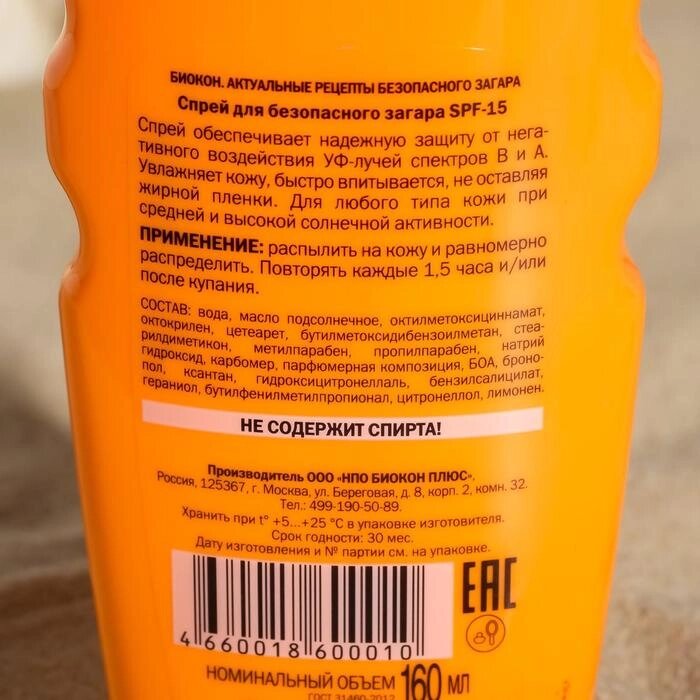 БИОКОН. АКТУАЛЬНЫЕ РЕЦЕПТЫ БЕЗОПАСНОГО ЗАГАРА
Спрей для безопасного загара SPF-15
Спрей обеспечивает надежную защиту от нега-
тивного воздействия УФ-лучей спектров В и А.
Увлажняет кожу, быстро впитывается, не оставляя
жирной пленки. Для любого типа кожи при
средней и высокой солнечной активности.
ПРИМЕНЕНИЕ: распылить на кожу и равномерно
распределить. Повторять каждые 1,5 часа и/или
после купания.
СОСТАВ: вода, масло подсолнечное, октилметоксициннамат,
октокрилен, цетеарет, бутилметоксидибензоилметан, стеа-
рилдиметикон, метилпарабен, пропилпарабен, натрий
гидроксид, карбомер, парфюмерная композиция, БОА, броно-
пол, ксантан, гидроксицитронеллаль, бензилсалицилат,
гераниол, бутилфенилметилпропионал, цитронеллол, лимонен.
НЕ СОДЕРЖИТ СПИРТА!
Производитель ООО «НПО БИОКОН ПЛЮС»,
Россия, 125367, г. Москва, ул. Береговая, д. 8, корп. 2, комн. 32.
Тел.: 499-190-50-89.
Хранить при t° +5...+25 °C в упаковке изготовителя.
Срок годности: 30 мес.
Дату изготовления и № партии см. на упаковке.
EAC
4 660018 600010
НОМИНАЛЬНЫЙ ОБЪЕМ 160 МЛ
ГОСТ 31460-2012